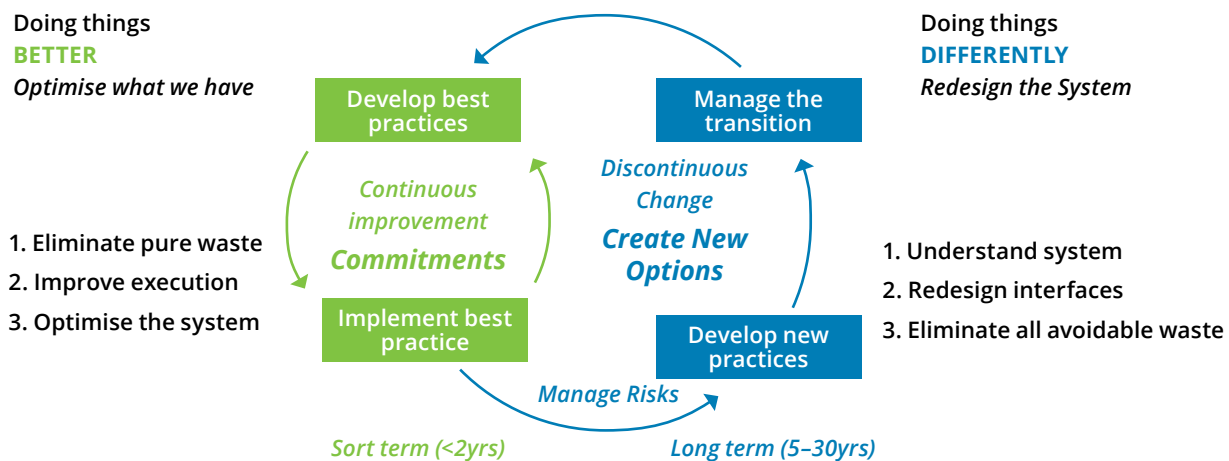 Doing things
BETTER
Optimise what we have
Doing things
DIFFERENTLY
Redesign the System
Develop best
practices
Manage the
transition
Continuous
improvement
Commitments
Discontinuous
Change
Create New
Options
1. Eliminate pure waste
2. Improve execution
3. Optimise the system
1. Understand system
2. Redesign interfaces
3. Eliminate all avoidable waste
Implement best
practice
Develop new
practices
Manage Risks
Sort term (<2yrs)
Long term (5–30yrs)